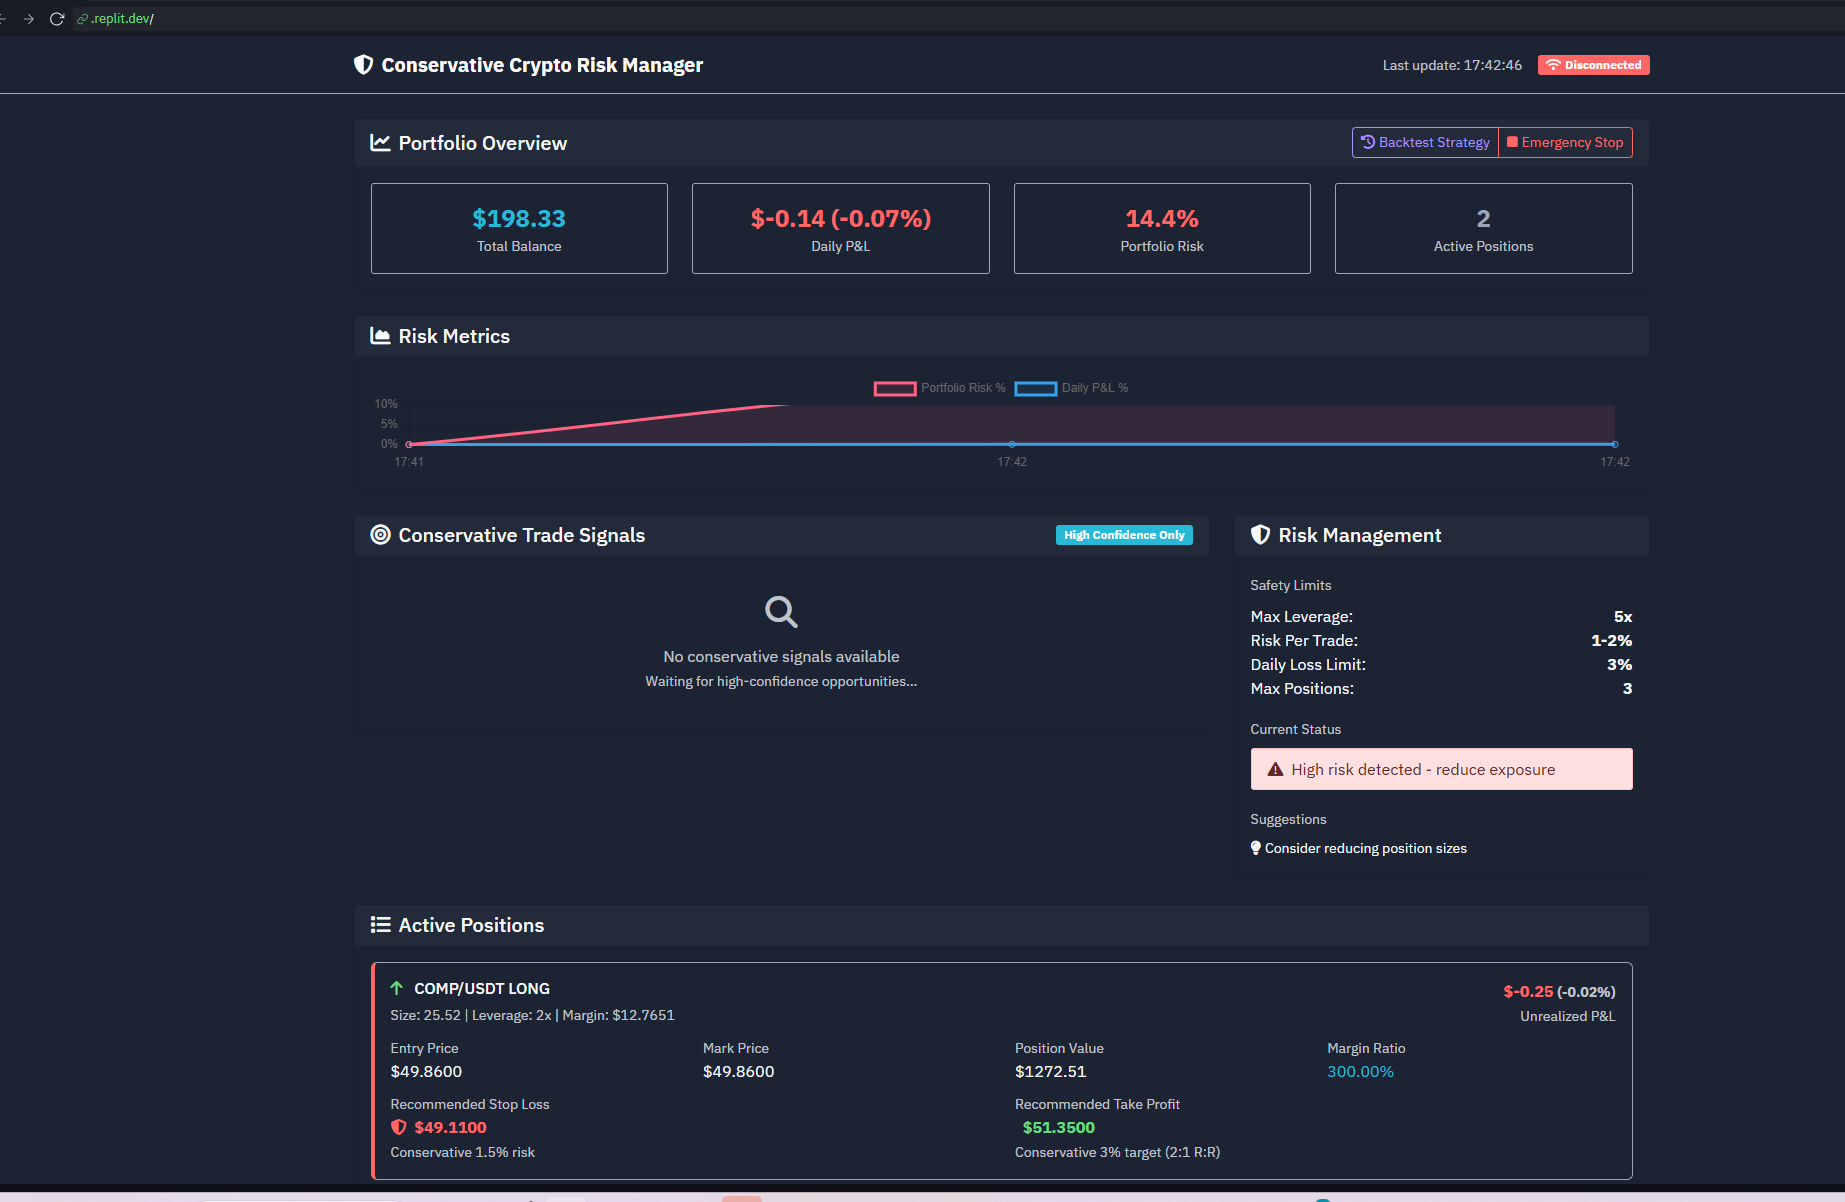 .replit.dev/
Conservative Crypto Risk Manager
Last update: 17:42:46
Disconnected
Portfolio Overview
Backtest Strategy
Emergency Stop
$198.33
Total Balance
$-0.14 (-0.07%)
Daily P&L
14.4%
Portfolio Risk
2
Active Positions
Risk Metrics
Portfolio Risk %
Daily P&L %
10%
5%
0%
17:41
17:42
17:42
Conservative Trade Signals
High Confidence Only
No conservative signals available
Waiting for high-confidence opportunities...
Risk Management
Safety Limits
Max Leverage: 5x
Risk Per Trade: 1-2%
Daily Loss Limit: 3%
Max Positions: 3
Current Status
High risk detected - reduce exposure
Suggestions
Consider reducing position sizes
Active Positions
COMP/USDT LONG
Size: 25.52 | Leverage: 2x | Margin: $12.7651
$-0.25 (-0.02%)
Unrealized P&L
Entry Price
$49.8600
Mark Price
$49.8600
Position Value
$1272.51
Margin Ratio
300.00%
Recommended Stop Loss
$49.1100
Conservative 1.5% risk
Recommended Take Profit
$51.3500
Conservative 3% target (2:1 R:R)